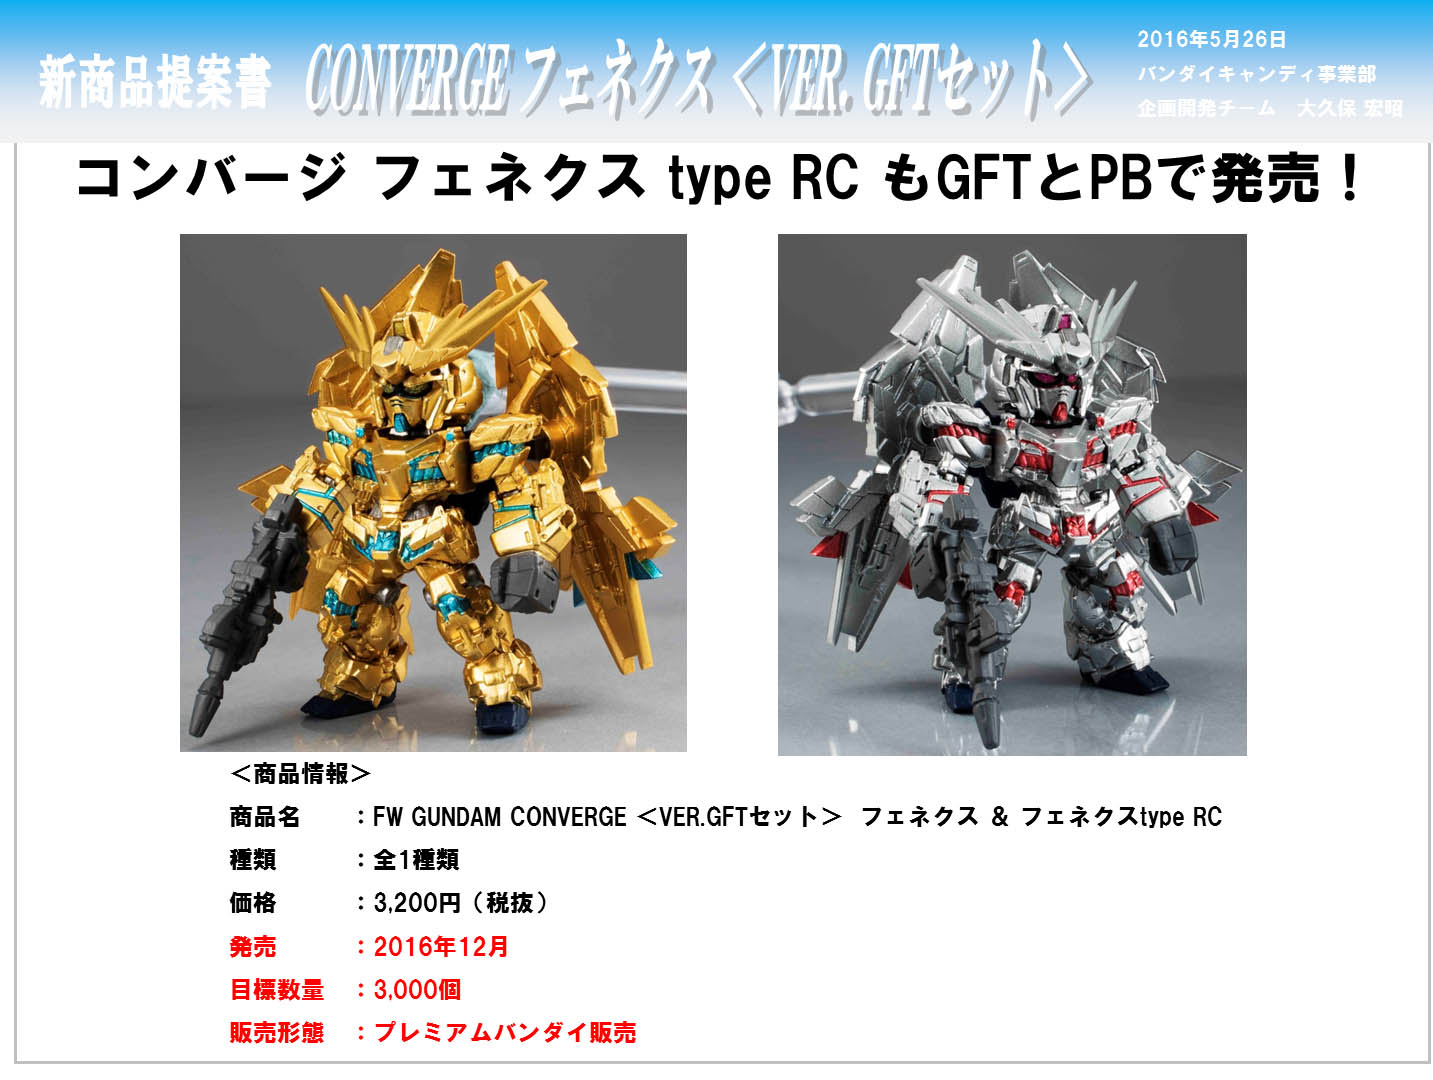 新商品提案書
CONVERGE フェネクス＜VER. GFTセット＞
2016年5月26日
バンダイキャンディ事業部
企画開発チーム　大久保 宏昭
コンバージ フェネクス type RC もGFTとPBで発売！
＜商品情報＞
商品名　　：FW GUNDAM CONVERGE ＜VER.GFTセット＞　フェネクス ＆ フェネクスtype RC
種類　　　：全1種類
価格　　　：3,200円（税抜）
発売　　　：2016年12月
目標数量　：3,000個
販売形態　：プレミアムバンダイ販売